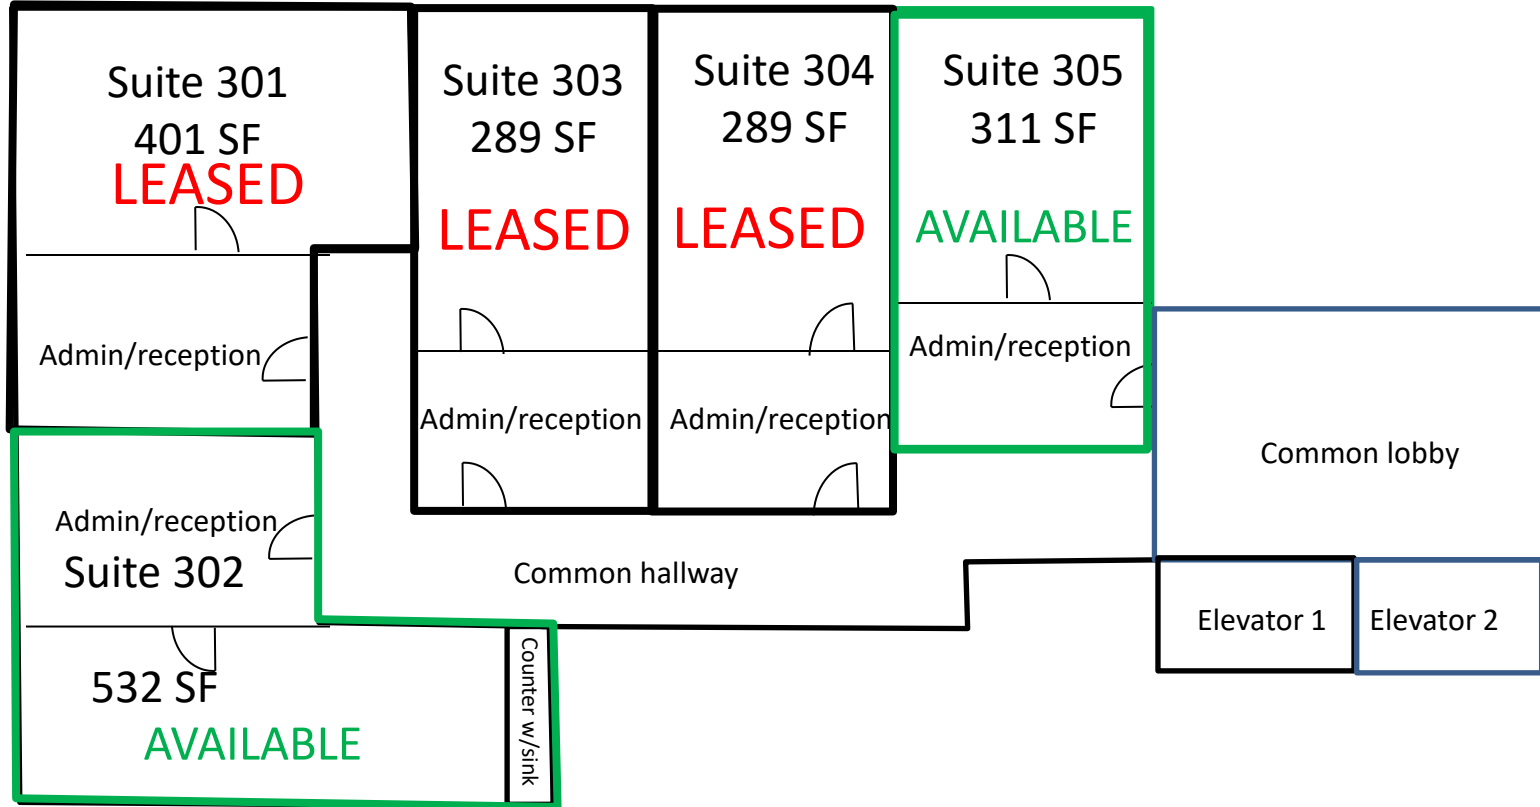 Suite 301
401 SF
LEASED
Admin/reception
Suite 303
289 SF
LEASED
Admin/reception
Suite 304
289 SF
LEASED
Admin/reception
Suite 305
311 SF
AVAILABLE
Admin/reception
Common lobby
Admin/reception
Suite 302
532 SF
AVAILABLE
Counter w/sink
Common hallway
Elevator 1
Elevator 2